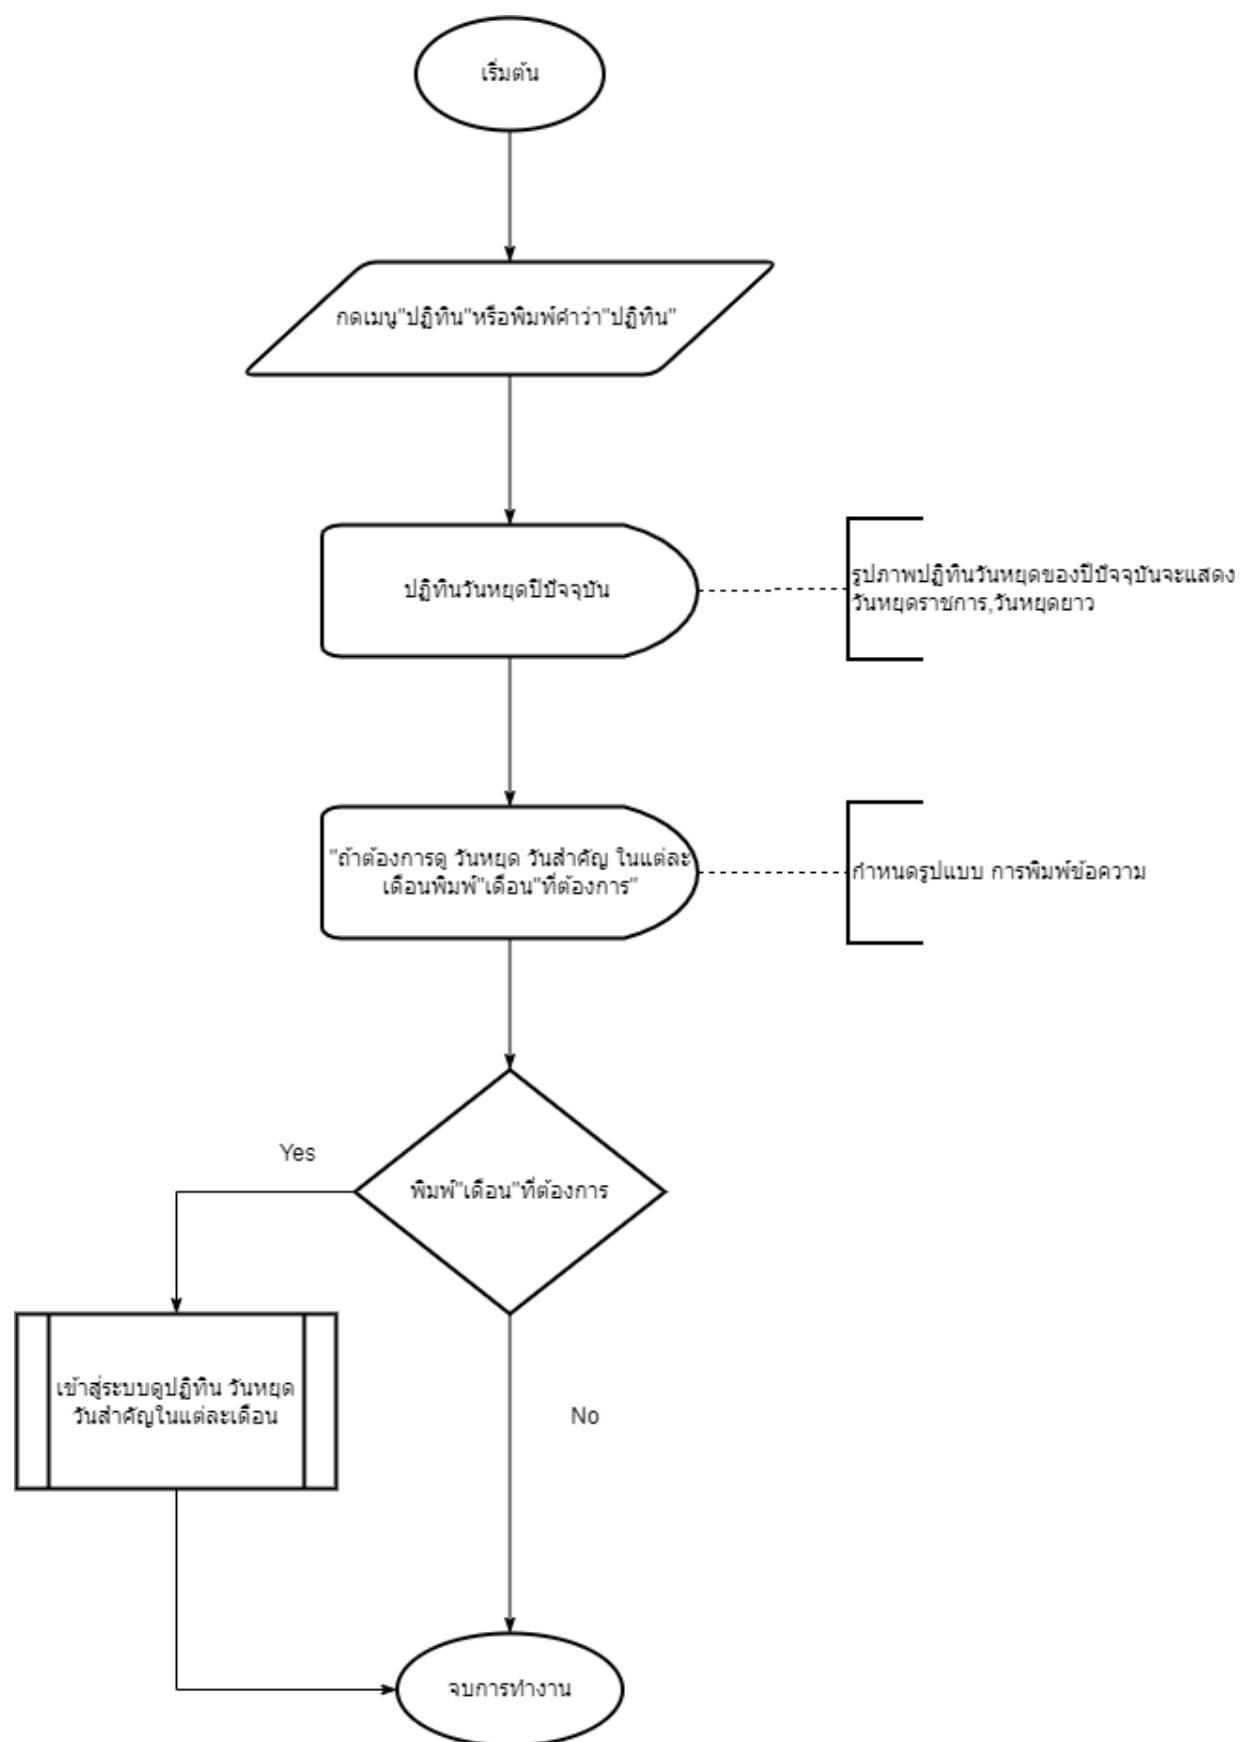 เริ่มต้น
กดเมนู"ปฏิทิน"หรือพิมพ์คำว่า"ปฏิทิน"
ปฏิทินวันหยุดปีปัจจุบัน
รูปภาพปฏิทินวันหยุดของปีปัจจุบันจะแสดง
วันหยุดราชการ,วันหยุดยาว
"ถ้าต้องการดู วันหยุด วันสำคัญ ในแต่ละ
เดือนพิมพ์"เดือน"ที่ต้องการ"
กำหนดรูปแบบ การพิมพ์ข้อความ
Yes
พิมพ์"เดือน"ที่ต้องการ
เข้าสู่ระบบดูปฏิทิน วันหยุด
วันสำคัญในแต่ละเดือน
No
จบการทำงาน